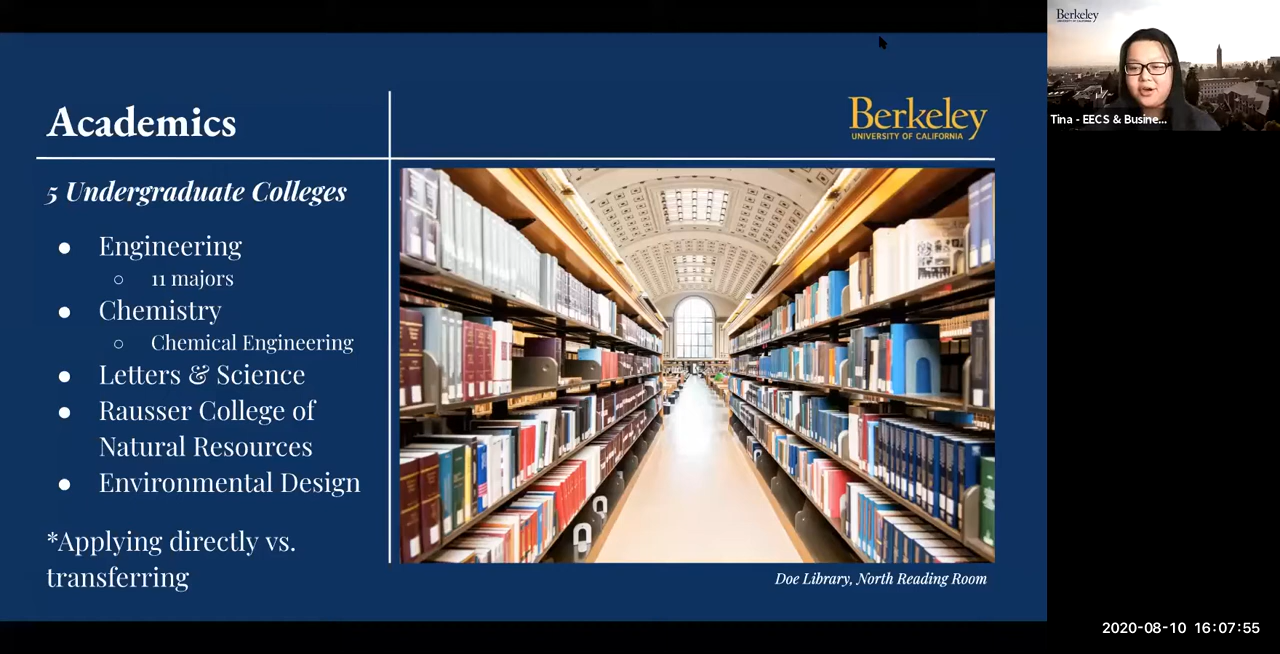 Academics
Berkeley
UNIVERSITY OF CALIFORNIA
5 Undergraduate Colleges
● Engineering
○ 11 majors
● Chemistry
○ Chemical Engineering
● Letters & Science
● Rausser College of
Natural Resources
● Environmental Design
*Applying directly vs.
transferring
Doe Library, North Reading Room
Berkeley
Tina - EECS & Busine...
2020-08-10 16:07:55